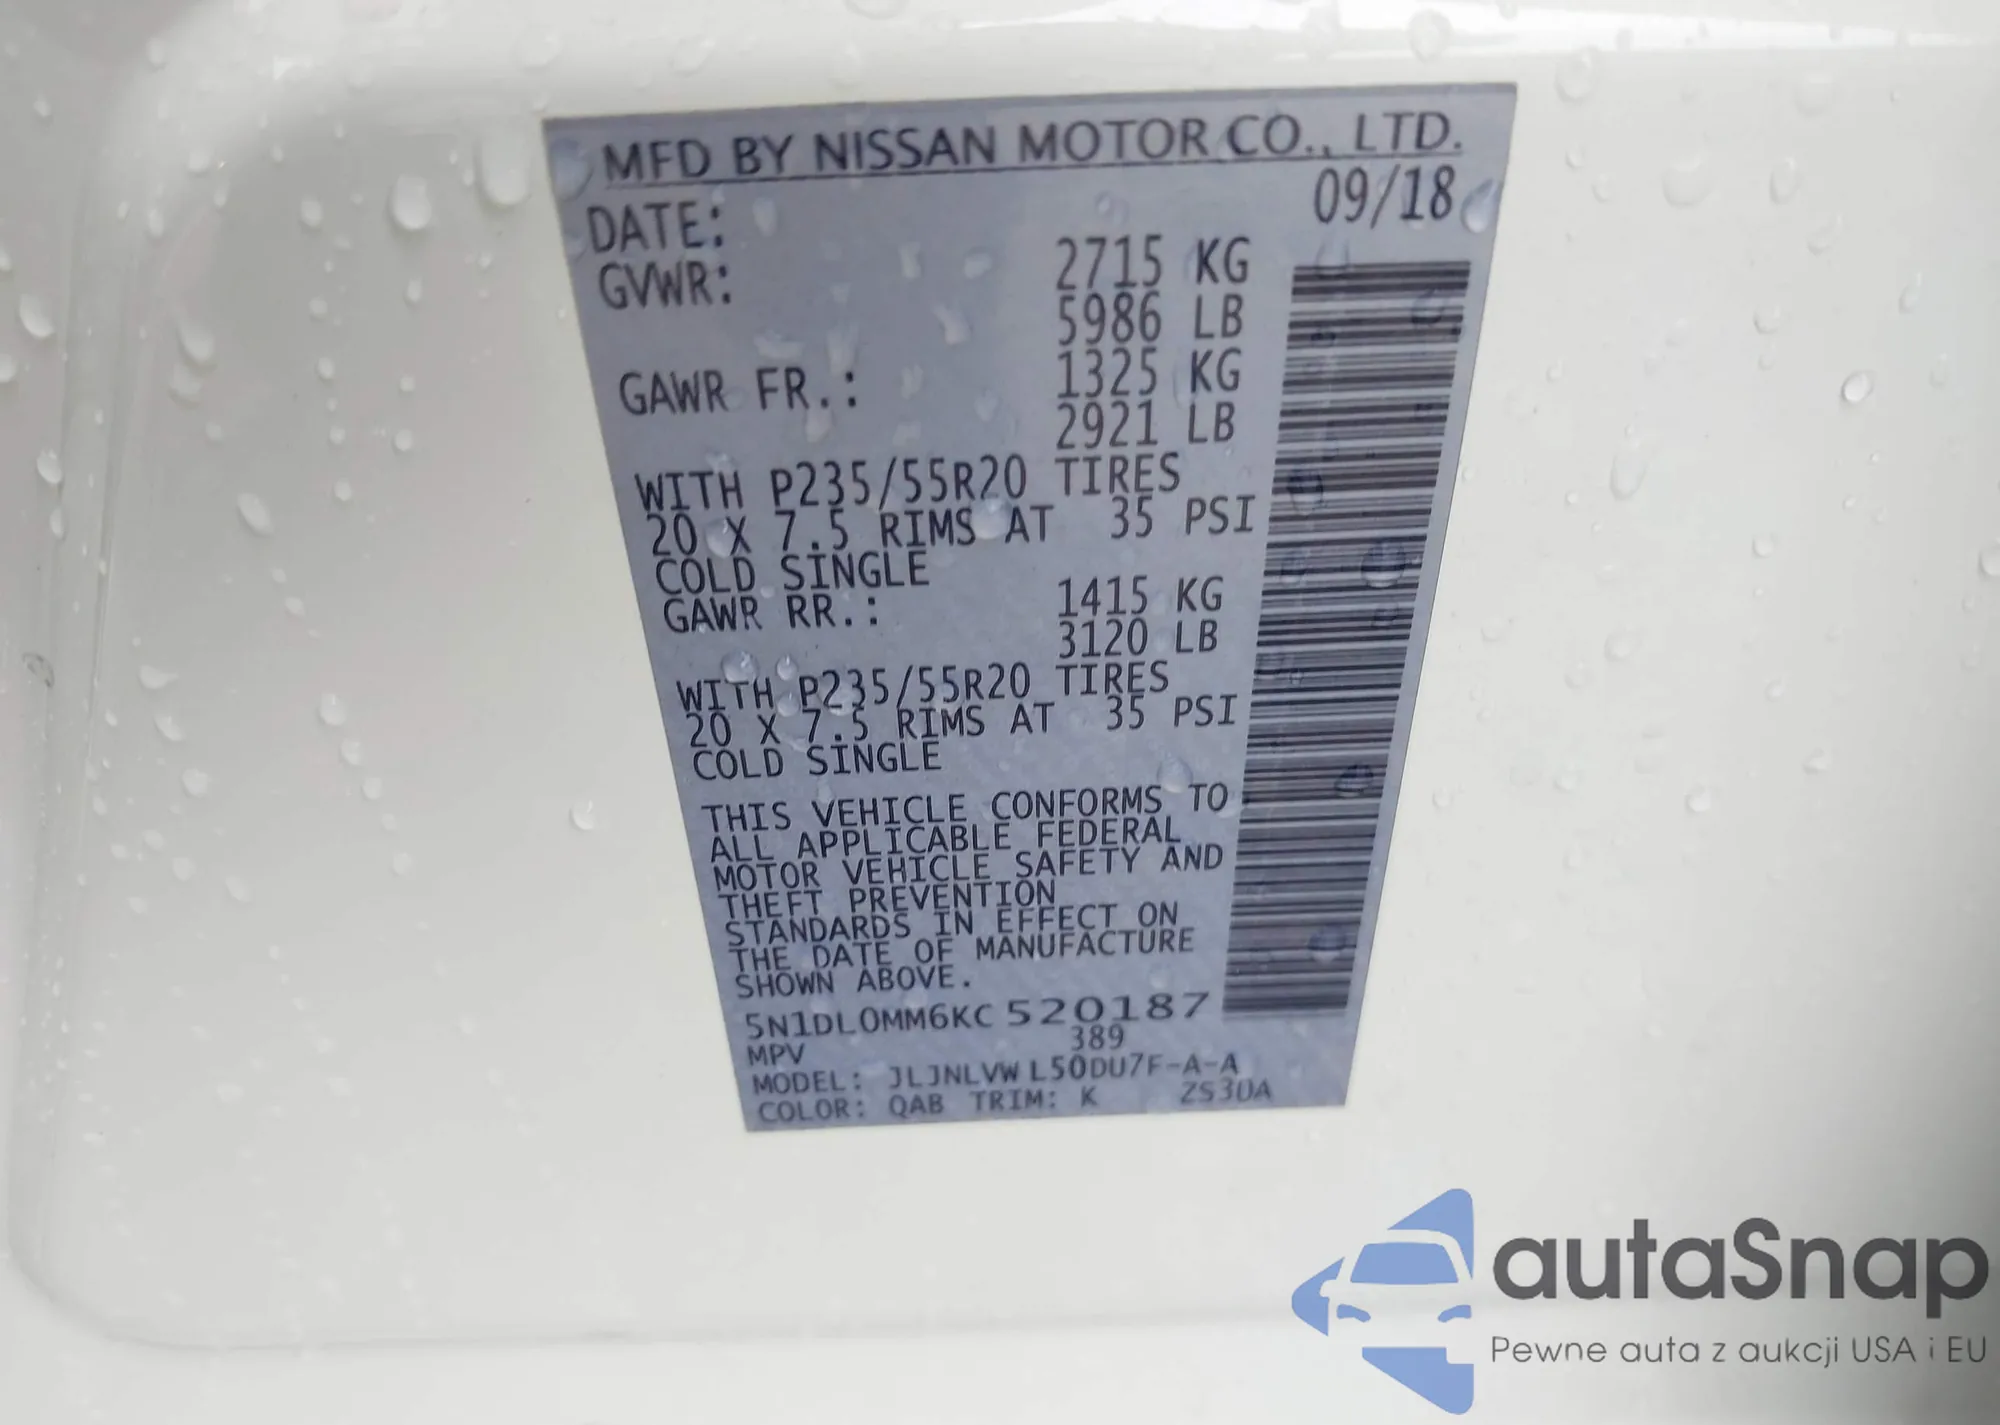 MFD BY NISSAN MOTOR CO., LTD.
DATE: 09/18
GVWR: 2715 KG
5986 LB
GAWR FR.: 1325 KG
2921 LB
WITH P235/55R20 TIRES
20 X 7.5 RIMS AT 35 PSI
COLD SINGLE
GAWR RR.: 1415 KG
3120 LB
WITH P235/55R20 TIRES
20 X 7.5 RIMS AT 35 PSI
COLD SINGLE
THIS VEHICLE CONFORMS TO
ALL APPLICABLE FEDERAL
MOTOR VEHICLE SAFETY AND
THEFT PREVENTION
STANDARDS IN EFFECT ON
THE DATE OF MANUFACTURE
SHOWN ABOVE.
5N1DL0MM6KC520187
MPV 389
MODEL: JLJNLVW L50DU7F-A-A
COLOR: QAB TRIM: K ZS30A
autaSnap
Pewne auta z aukcji USA i EU